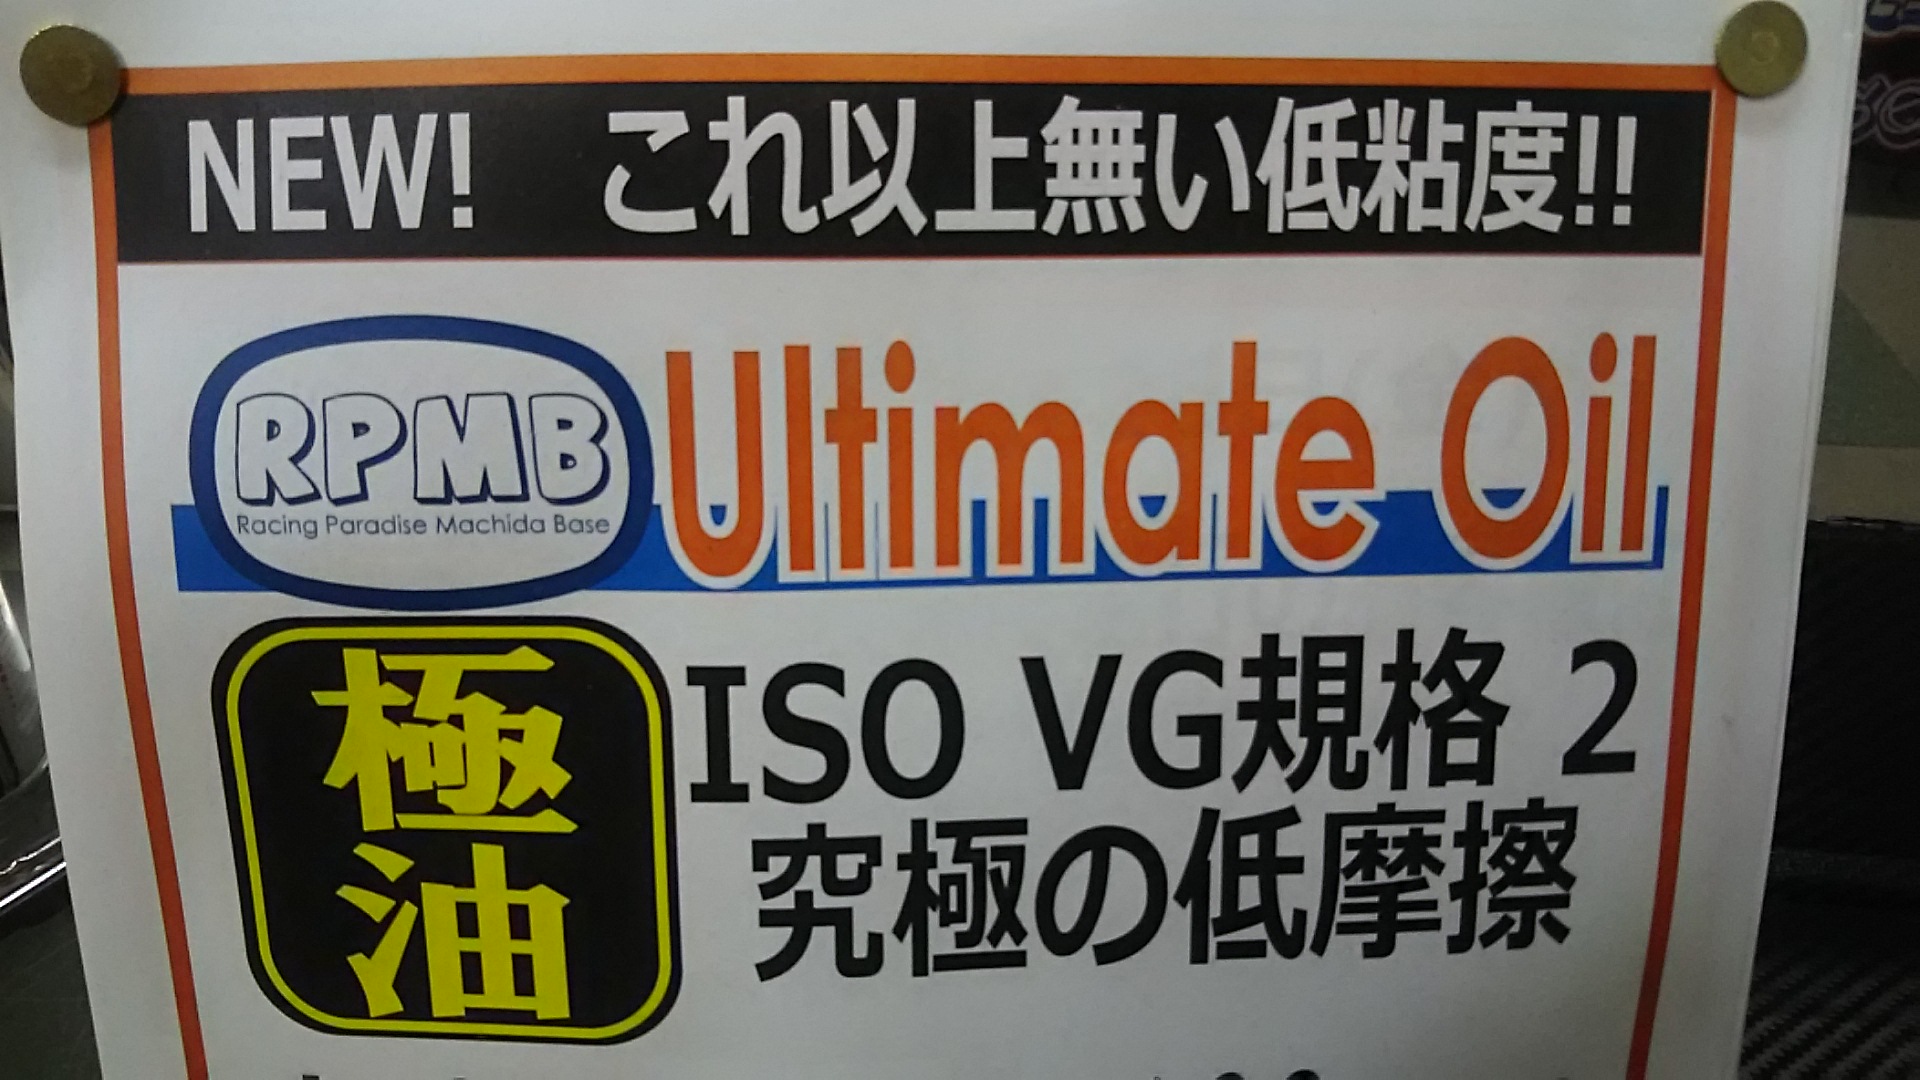 NEW! これ以上無い低粘度!!
RPMB
Racing Paradise Machida Base
Ultimate Oil
極油
ISO VG規格 2
究極の低摩擦